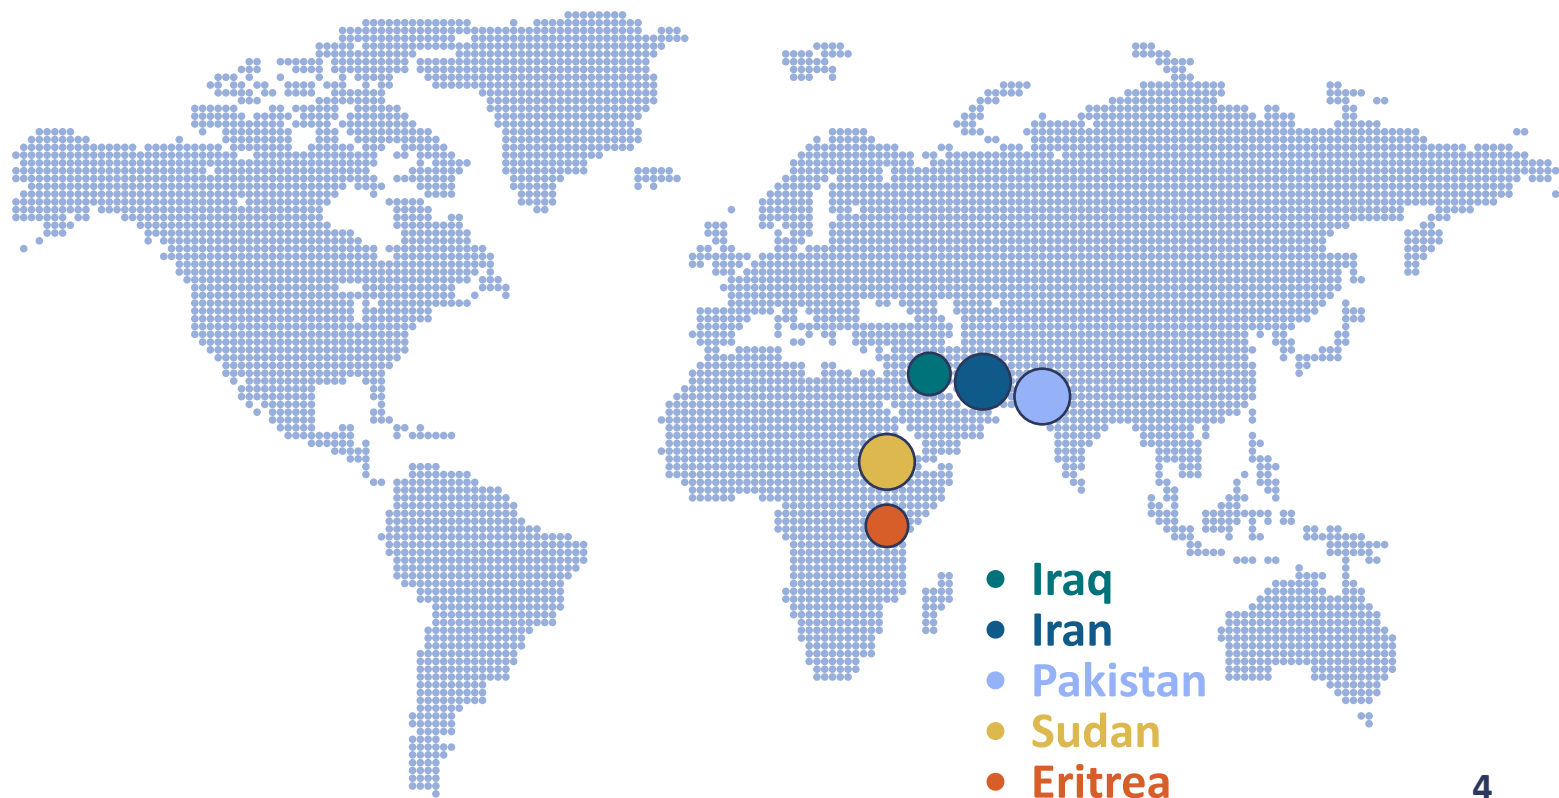 • Iraq
• Iran
• Pakistan
• Sudan
• Eritrea
4